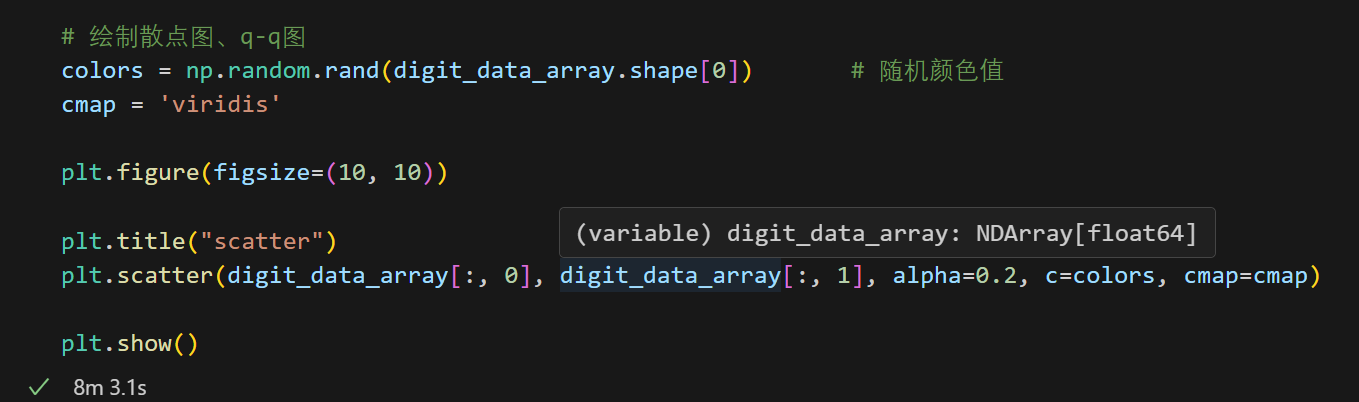 # 绘制散点图、q-q图
colors = np.random.rand(digit_data_array.shape[0])        # 随机颜色值
cmap = 'viridis'
plt.figure(figsize=(10, 10))
(variable) digit_data_array: NDArray[float64]
plt.title("scatter")
plt.scatter(digit_data_array[:, 0], digit_data_array[:, 1], alpha=0.2, c=colors, cmap=cmap)
plt.show()
8m 3.1s